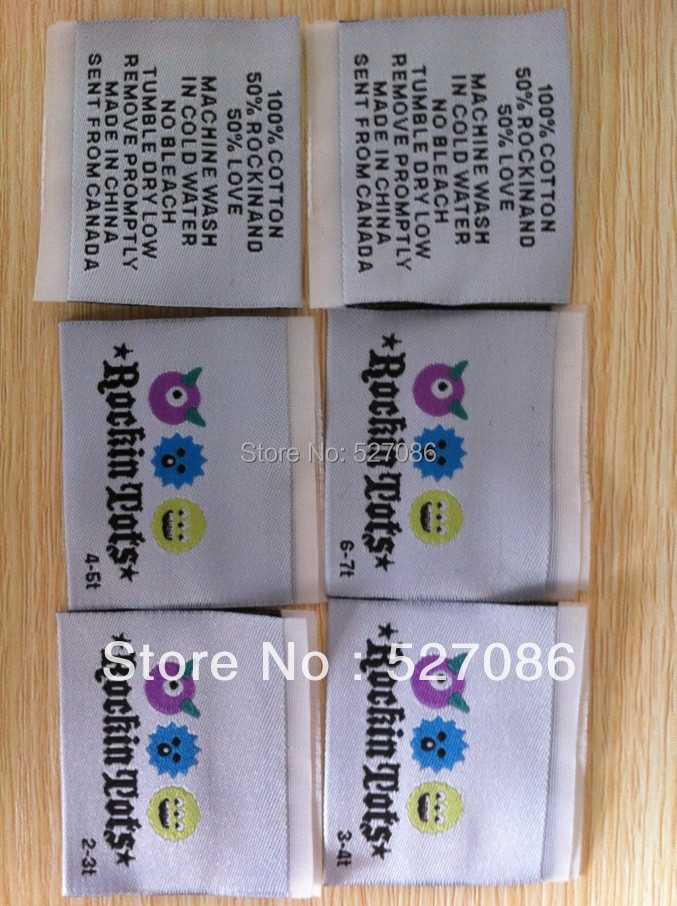 100% COTTON
50% ROCKINAND
50% LOVE
MACHINE WASH
IN COLD WATER
NO BLEACH
TUMBLE DRY LOW
REMOVE PROMPTLY
MADE IN CHINA
SENT FROM CANADA
100% COTTON
50% ROCKINAND
50% LOVE
MACHINE WASH
IN COLD WATER
NO BLEACH
TUMBLE DRY LOW
REMOVE PROMPTLY
MADE IN CHINA
SENT FROM CANADA
★Rockin Tots★
4-5t
★Rockin Tots★
6-7t
Store No: 527086
★Rockin Tots★
2-3t
★Rockin Tots★
3-4t
Store No : 527086